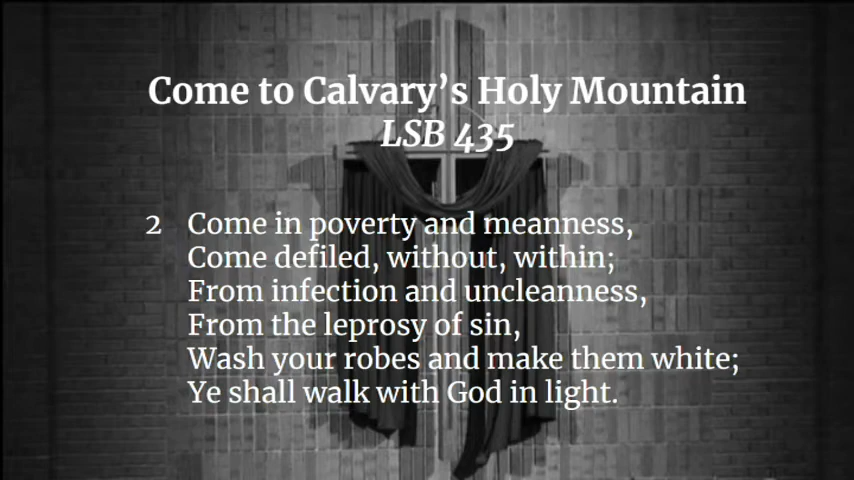 Come to Calvary’s Holy Mountain
LSB 435
2 Come in poverty and meanness,
Come defiled, without, within;
From infection and uncleanness,
From the leprosy of sin,
Wash your robes and make them white;
Ye shall walk with God in light.